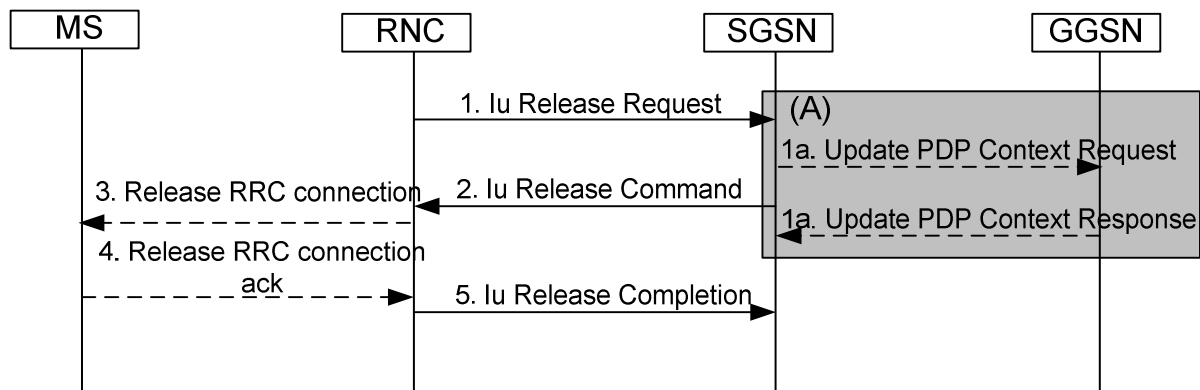 MS
RNC
SGSN
GGSN
1. Iu Release Request
(A)
1a. Update PDP Context Request
3. Release RRC connection
2. Iu Release Command
1a. Update PDP Context Response
4. Release RRC connection
ack
5. Iu Release Completion